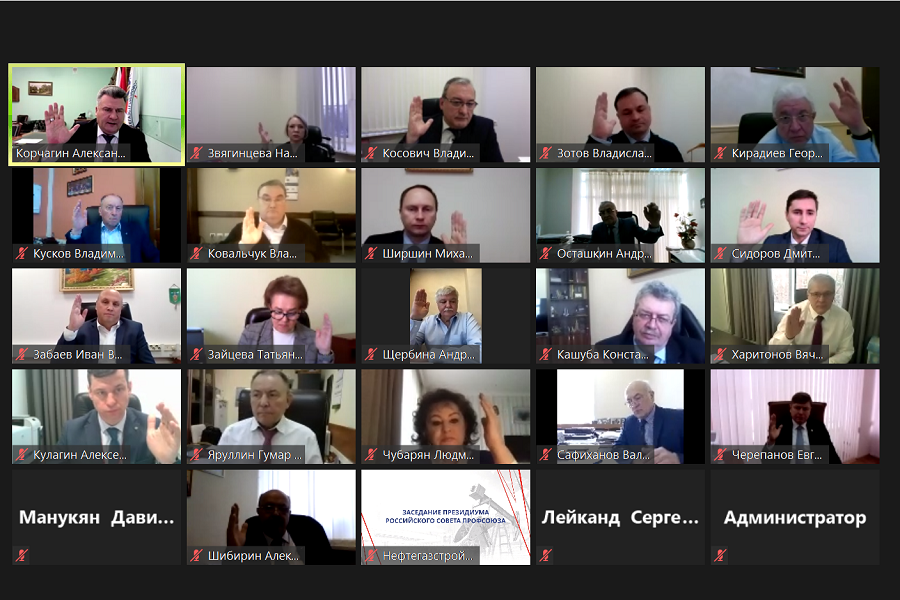 Корчагин Алексан...
Звягинцева На...
Косович Влади...
Зотов Владисла...
Кирадиев Геор...
Кусков Владим...
Ковальчук Вла...
Ширшин Миха...
Осташкин Андр...
Сидоров Дмит...
Забаев Иван В...
Зайцева Татьян...
Щербина Андр...
Кашуба Конста...
Харитонов Вяч...
Кулагин Алексе...
Яруллин Гумар ...
Чубарян Людм...
Сафиханов Вал...
Черепанов Евг...
Манукян Дави...
Шибирин Алек...
ЗАСЕДАНИЕ ПРЕЗИДИУМА
РОССИЙСКОГО СОВЕТА ПРОФСОЮЗА
Нефтегазстрой...
Лейканд Серге...
Администратор